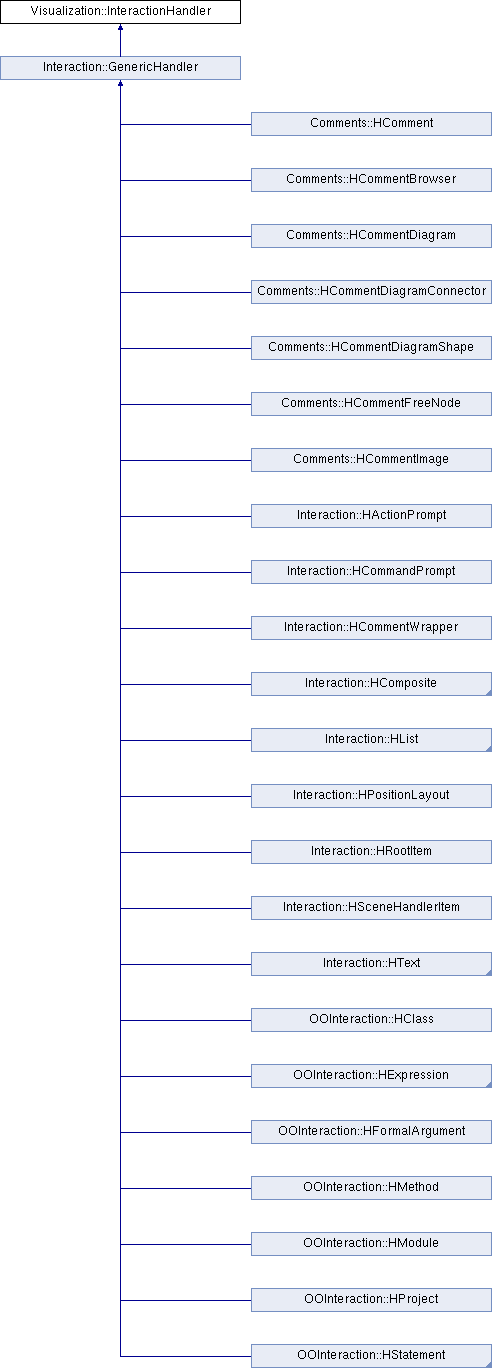 Visualization::InteractionHandler
Interaction::GenericHandler
Comments::HComment
Comments::HCommentBrowser
Comments::HCommentDiagram
Comments::HCommentDiagramConnector
Comments::HCommentDiagramShape
Comments::HCommentFreeNode
Comments::HCommentImage
Interaction::HActionPrompt
Interaction::HCommandPrompt
Interaction::HCommentWrapper
Interaction::HComposite
Interaction::HList
Interaction::HPositionLayout
Interaction::HRootItem
Interaction::HSceneHandlerItem
Interaction::HText
OOInteraction::HClass
OOInteraction::HExpression
OOInteraction::HFormalArgument
OOInteraction::HMethod
OOInteraction::HModule
OOInteraction::HProject
OOInteraction::HStatement